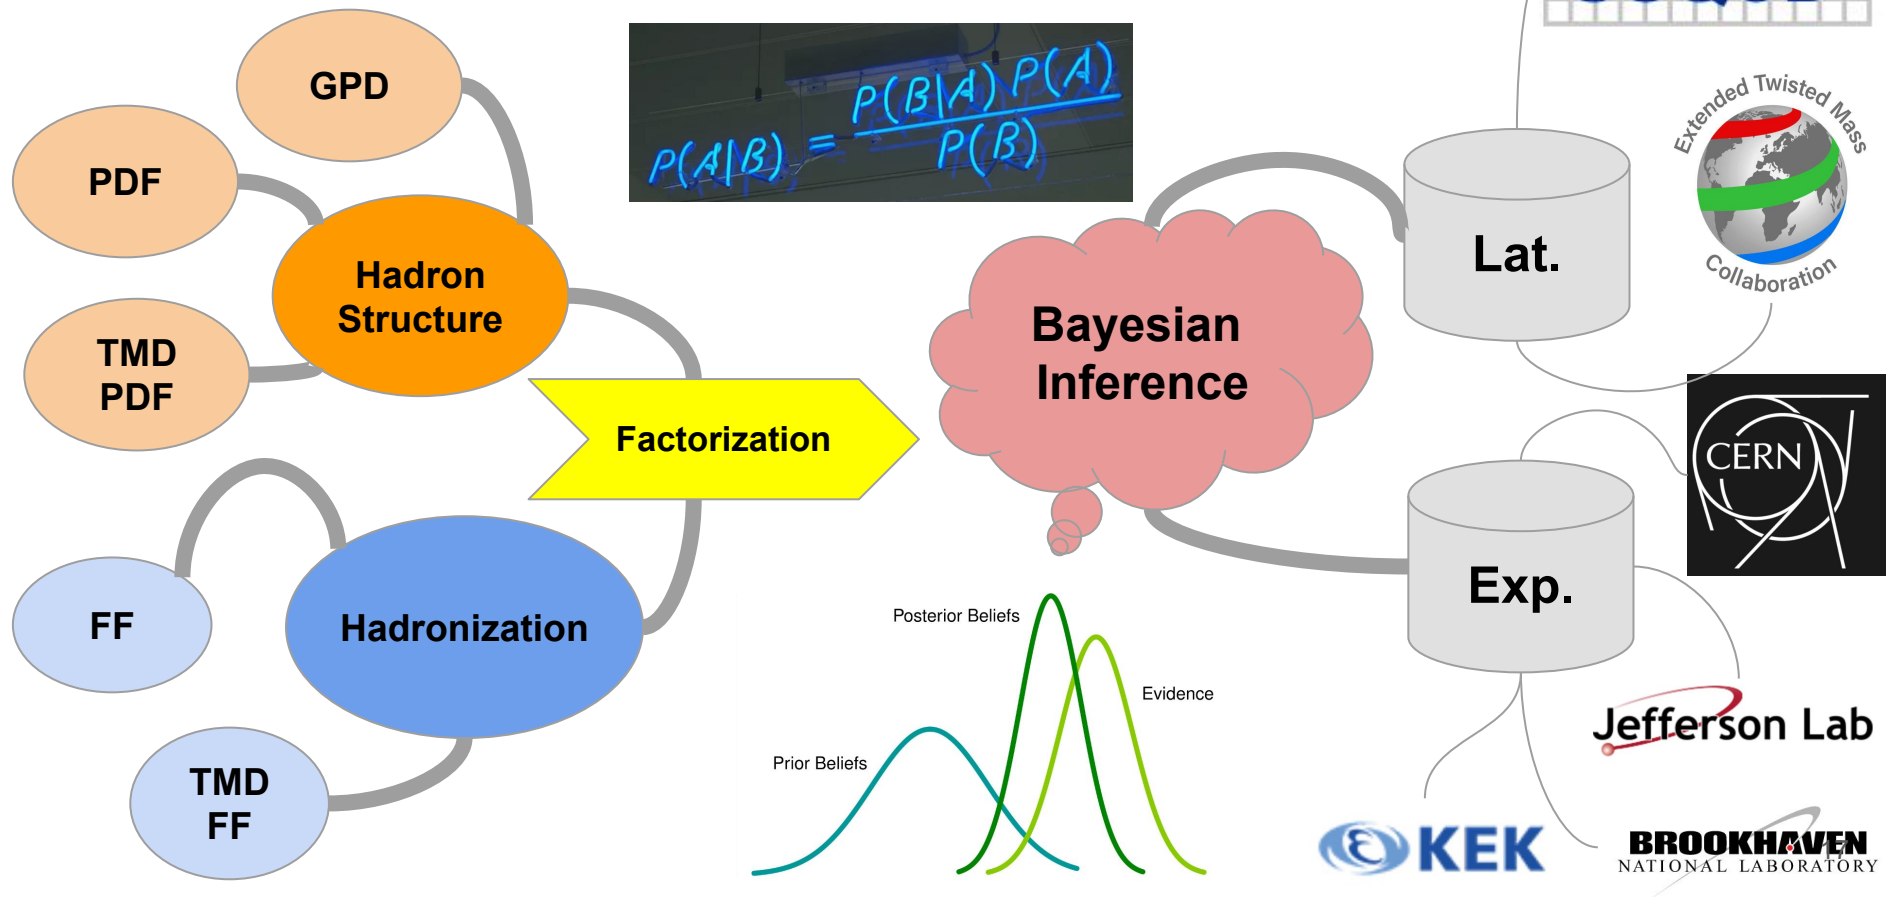 GPD
PDF
Hadron
Structure
TMD
PDF
Factorization
FF
Hadronization
TMD
FF
P(A|B) = P(B|A) P(A)
P(B)
Bayesian
Inference
Posterior Beliefs
Evidence
Prior Beliefs
Lat.
Extended Twisted Mass
Collaboration
CERN
Exp.
Jefferson Lab
KEK
BROOKHAVEN
NATIONAL LABORATORY
17